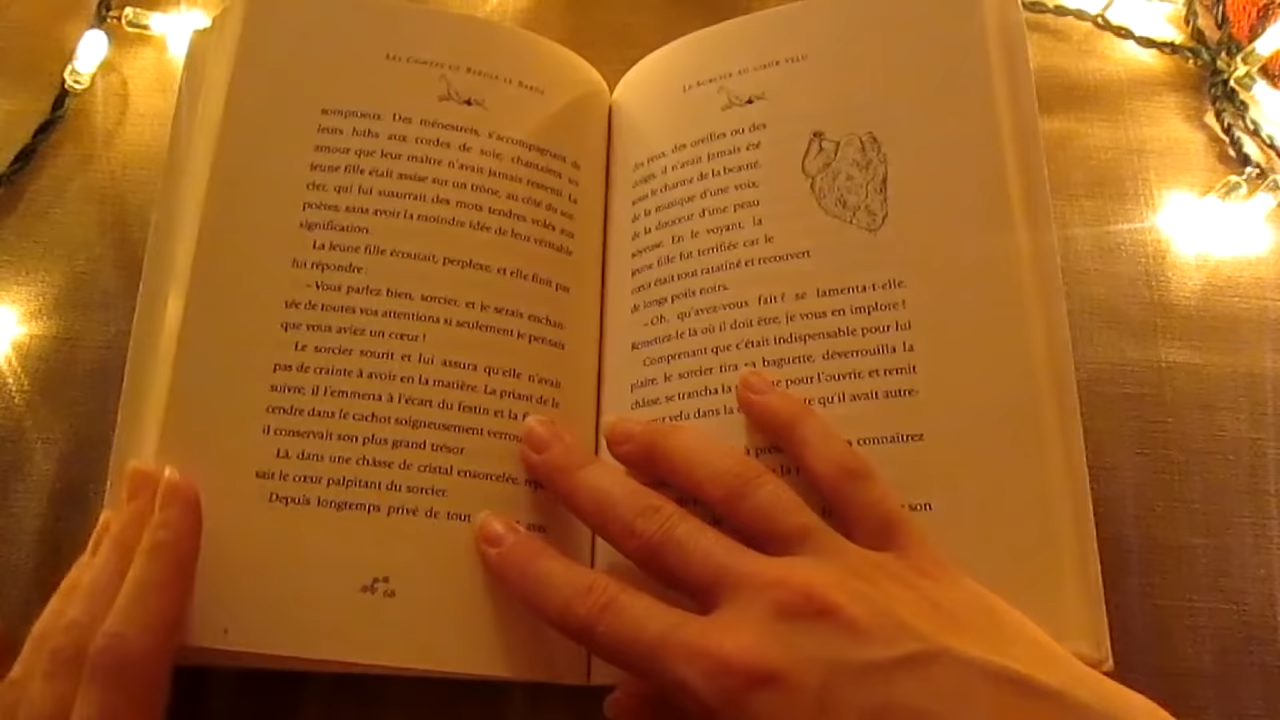 LES CONTES DE BEEDLE LE BARDE
somptueux. Des ménestrels, s'accompagnant de
leurs luths aux cordes de soie, chantaient un
amour que leur maître n'avait jamais ressenti. La
jeune fille était assise sur un trône, au côté du sor-
cier, qui lui susurrait des mots tendres volés aux
poètes, sans avoir la moindre idée de leur véritable
signification.
La jeune fille écoutait, perplexe, et elle finit par
lui répondre :
– Vous parlez bien, sorcier, et je serais enchan-
tée de toutes vos attentions si seulement je pensais
que vous aviez un cœur !
Le sorcier sourit et lui assura qu'elle n'avait
pas de crainte à avoir en la matière. La priant de le
suivre, il l'emmena à l'écart du festin et la
cendre dans le cachot soigneusement
il conservait son plus grand trésor.
Là, dans une châsse de cristal ensorcelée,
sait le cœur palpitant du sorcier.
Depuis longtemps privé de tout avec
68
LE SORCIER AU CŒUR VELU
des yeux, des oreilles ou des
doigts, il n'avait jamais été
sous le charme de la beauté,
de la musique d'une voix,
de la douceur d'une peau
soyeuse. En le voyant, la
jeune fille fut terrifiée car le
cœur était tout ratatiné et recouvert
de longs poils noirs.
– Oh, qu'avez-vous fait ? se lamenta-t-elle.
Remettez-le là où il doit être, je vous en implore !
Comprenant que c'était indispensable pour lui
plaire, le sorcier tira sa baguette, déverrouilla la
châsse, se trancha la pour l'ouvrir, et remit
velu dans la qu'il avait autre-
à connaîtrez
la
son